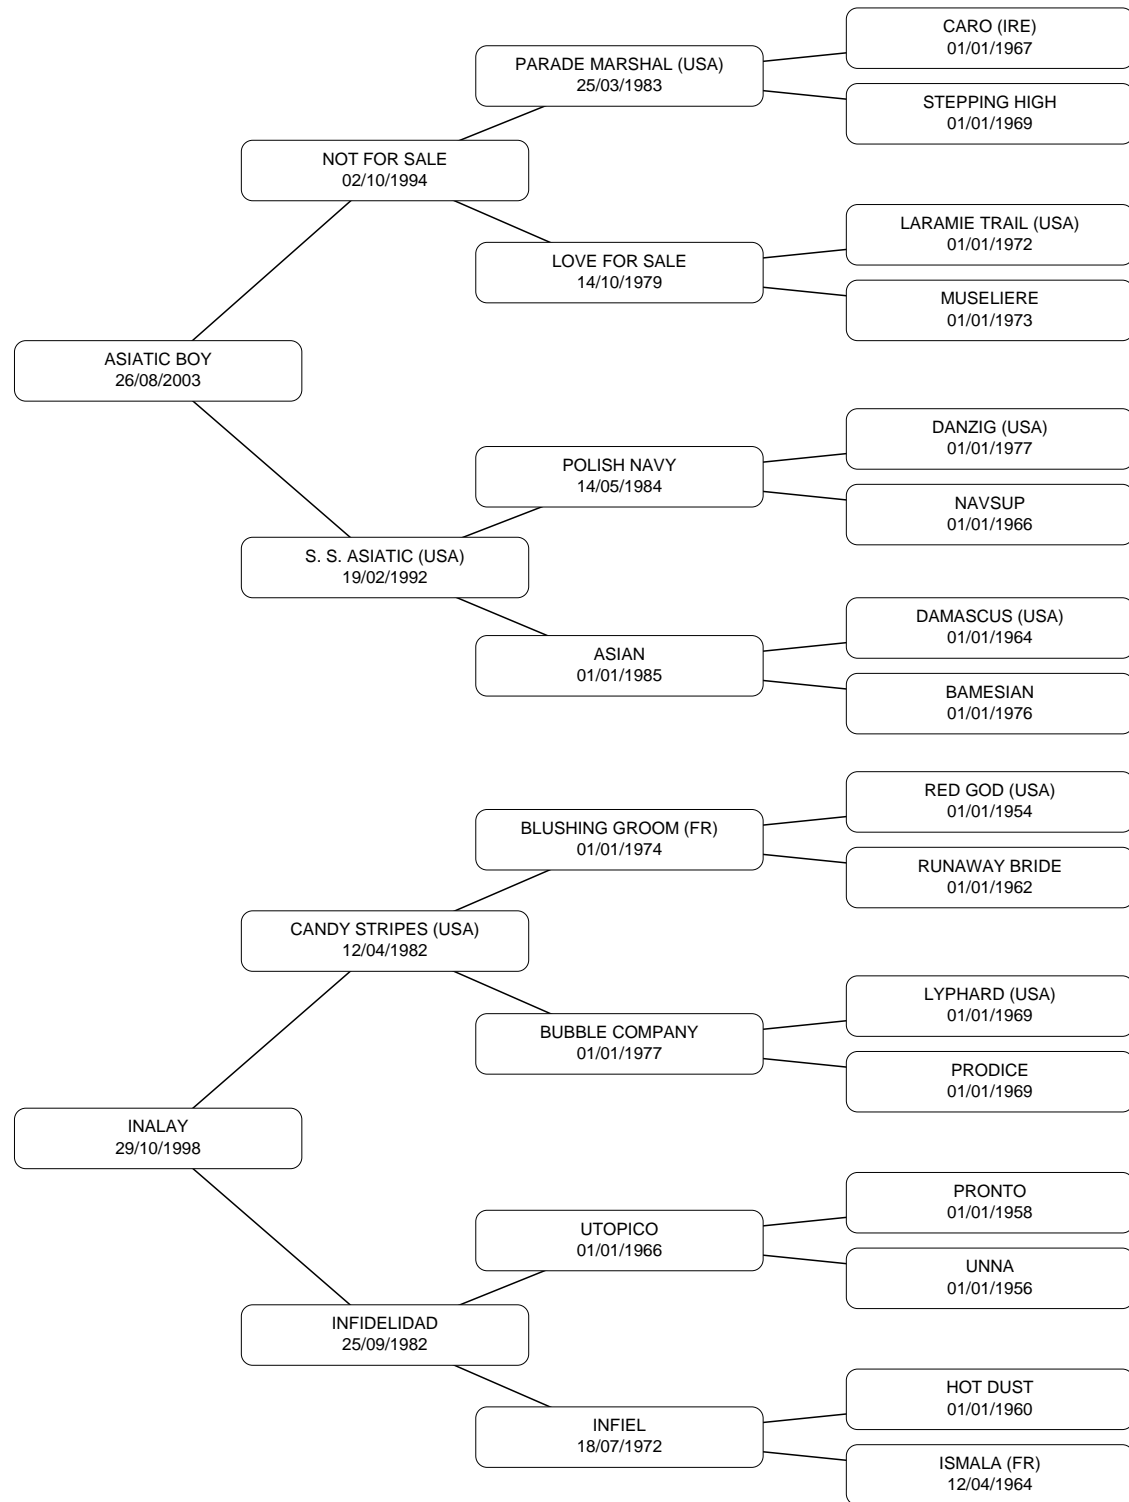 CARO (IRE)
01/01/1967
PARADE MARSHAL (USA)
25/03/1983
STEPPING HIGH
01/01/1969
NOT FOR SALE
02/10/1994
LARAMIE TRAIL (USA)
01/01/1972
LOVE FOR SALE
14/10/1979
MUSELIERE
01/01/1973
ASIATIC BOY
26/08/2003
DANZIG (USA)
01/01/1977
POLISH NAVY
14/05/1984
NAVSUP
01/01/1966
S. S. ASIATIC (USA)
19/02/1992
DAMASCUS (USA)
01/01/1964
ASIAN
01/01/1985
BAMESIAN
01/01/1976
RED GOD (USA)
01/01/1954
BLUSHING GROOM (FR)
01/01/1974
RUNAWAY BRIDE
01/01/1962
CANDY STRIPES (USA)
12/04/1982
LYPHARD (USA)
01/01/1969
BUBBLE COMPANY
01/01/1977
PRODICE
01/01/1969
INALAY
29/10/1998
PRONTO
01/01/1958
UTOPICO
01/01/1966
UNNA
01/01/1956
INFIDELIDAD
25/09/1982
HOT DUST
01/01/1960
INFIEL
18/07/1972
ISMALA (FR)
12/04/1964